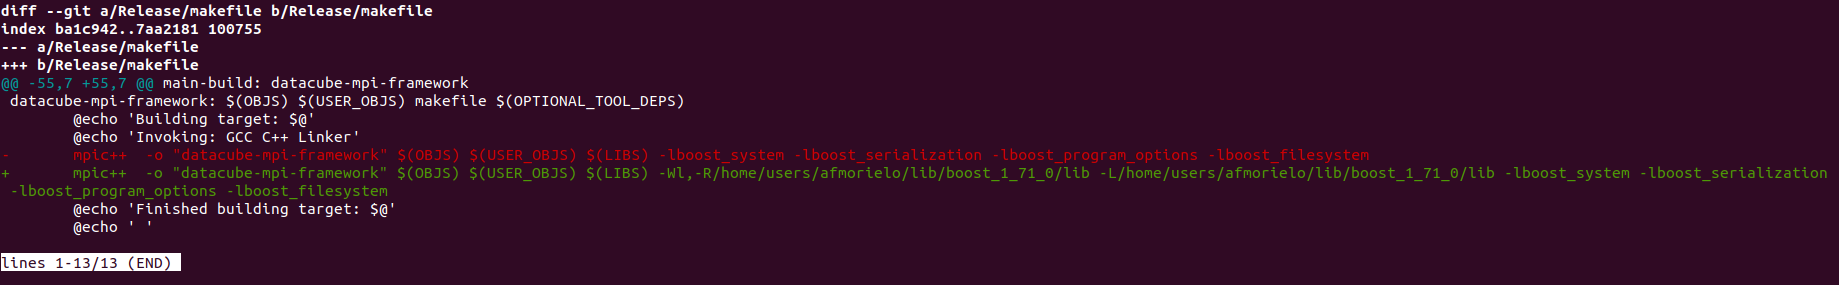 diff --git a/Release/makefile b/Release/makefile
index ba1c942..7aa2181 100755
--- a/Release/makefile
+++ b/Release/makefile
@@ -55,7 +55,7 @@ main-build: datacube-mpi-framework
 datacube-mpi-framework: $(OBJS) $(USER_OBJS) makefile $(OPTIONAL_TOOL_DEPS)
        @echo 'Building target: $@'
        @echo 'Invoking: GCC C++ Linker'
-       mpic++  -o "datacube-mpi-framework" $(OBJS) $(USER_OBJS) $(LIBS) -lboost_system -lboost_serialization -lboost_program_options -lboost_filesystem
+       mpic++  -o "datacube-mpi-framework" $(OBJS) $(USER_OBJS) $(LIBS) -Wl,-R/home/users/afmorielo/lib/boost_1_71_0/lib -L/home/users/afmorielo/lib/boost_1_71_0/lib -lboost_system -lboost_serialization
 -lboost_program_options -lboost_filesystem
        @echo 'Finished building target: $@'
        @echo ' '
lines 1-13/13 (END)